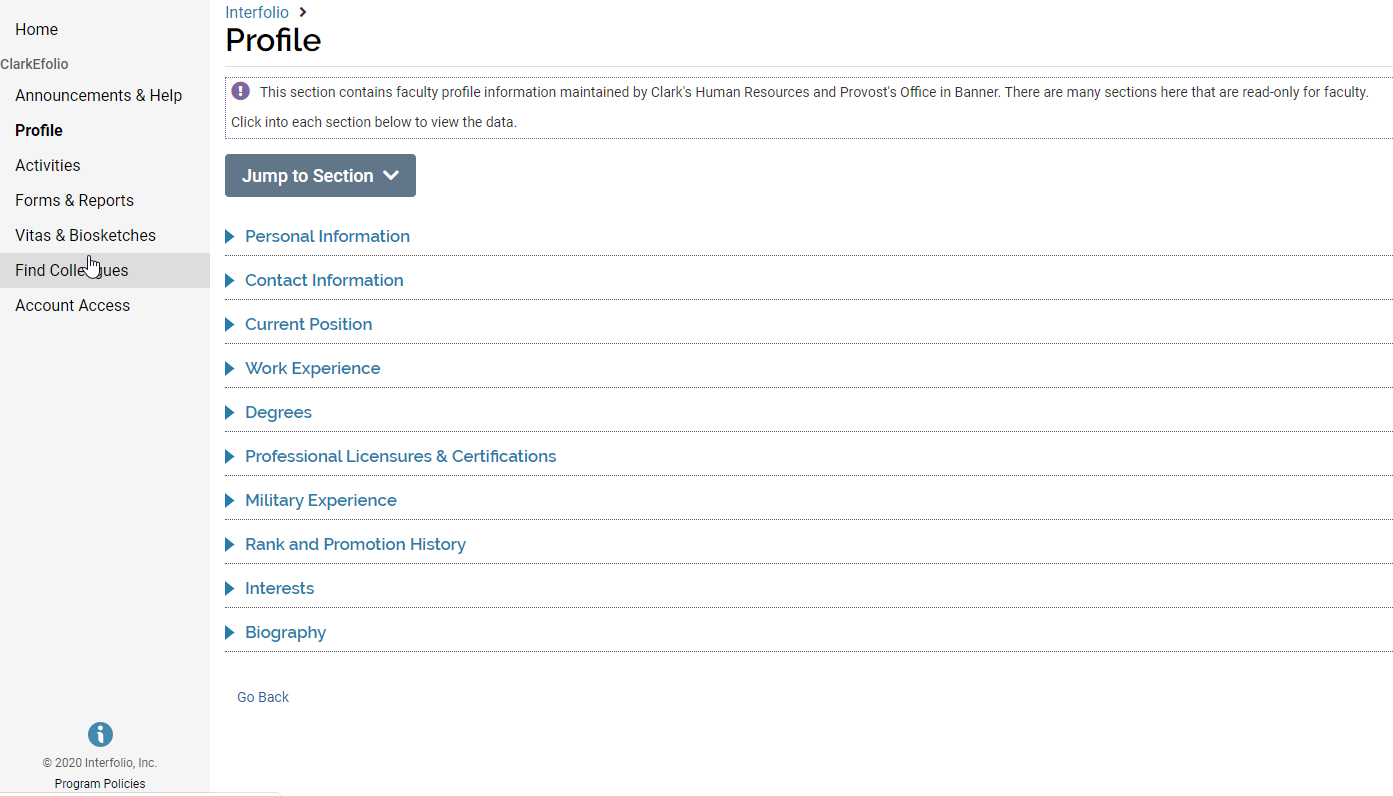 Home
ClarkEfolio
Announcements & Help
Profile
Activities
Forms & Reports
Vitas & Biosketches
Find Colleagues
Account Access
© 2020 Interfolio, Inc.
Program Policies
Interfolio >
Profile
This section contains faculty profile information maintained by Clark's Human Resources and Provost's Office in Banner. There are many sections here that are read-only for faculty.
Click into each section below to view the data.
Jump to Section
Personal Information
Contact Information
Current Position
Work Experience
Degrees
Professional Licensures & Certifications
Military Experience
Rank and Promotion History
Interests
Biography
Go Back